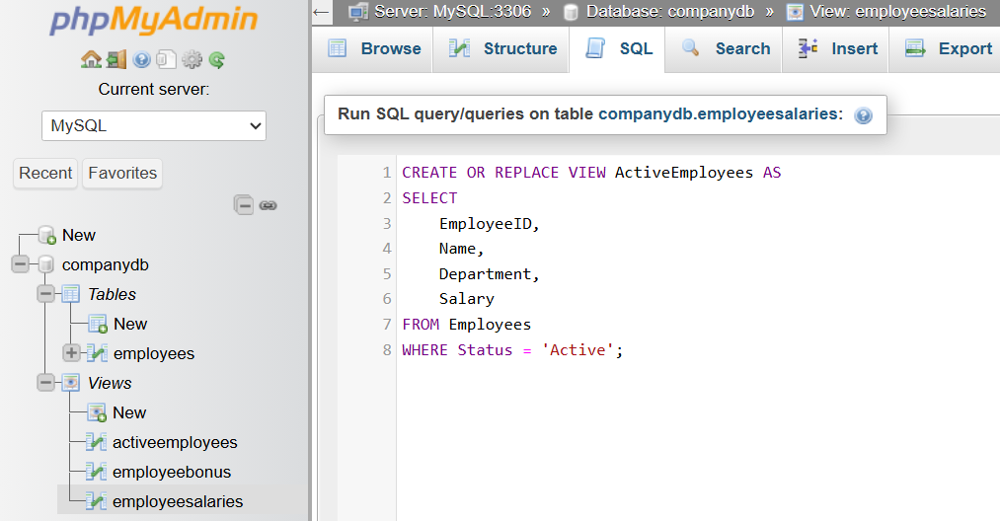 phpMyAdmin
Current server:
MySQL
Recent Favorites
New
companydb
Tables
New
employees
Views
New
activeemployees
employeebonus
employeesalaries
Server: MySQL:3306 » Database: companydb » View: employeesalaries
Browse Structure SQL Search Insert Export
Run SQL query/queries on table companydb.employeesalaries:
1 CREATE OR REPLACE VIEW ActiveEmployees AS
2 SELECT
3     EmployeeID,
4     Name,
5     Department,
6     Salary
7 FROM Employees
8 WHERE Status = 'Active';